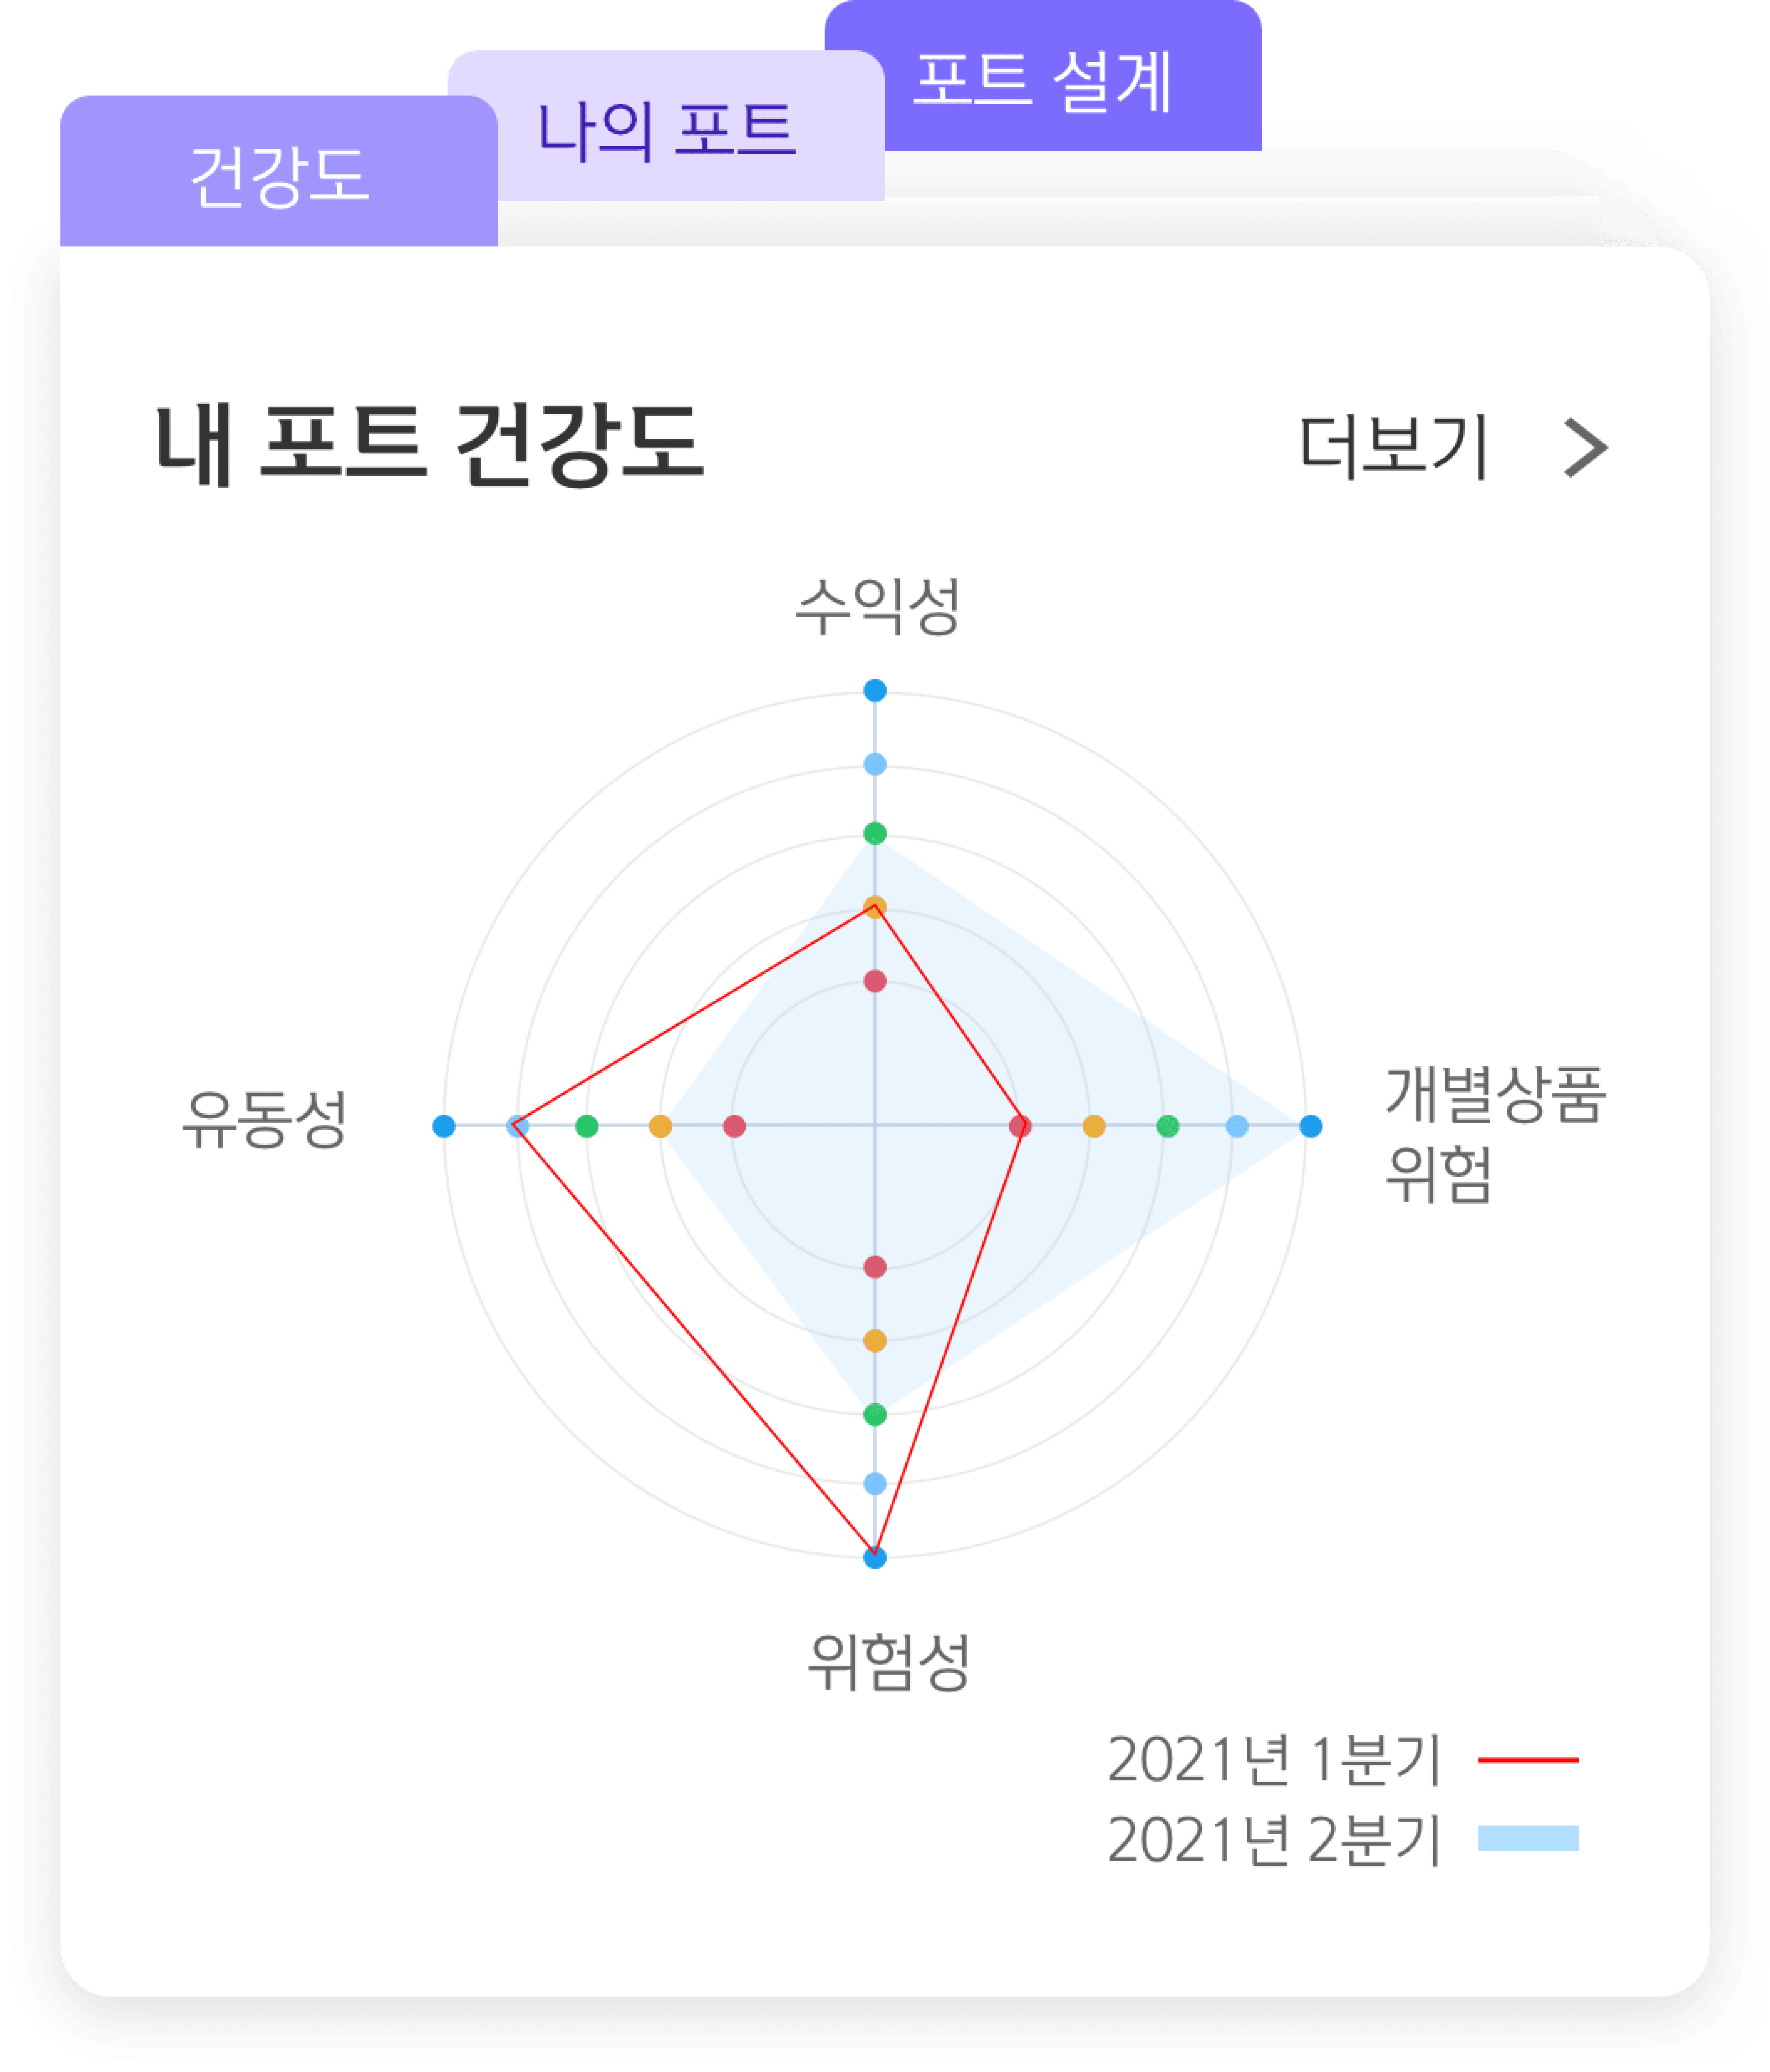 포트 설계
나의 포트
건강도
내 포트 건강도
더보기
수익성
유동성
개별상품
위험
위험성
2021년 1분기
2021년 2분기